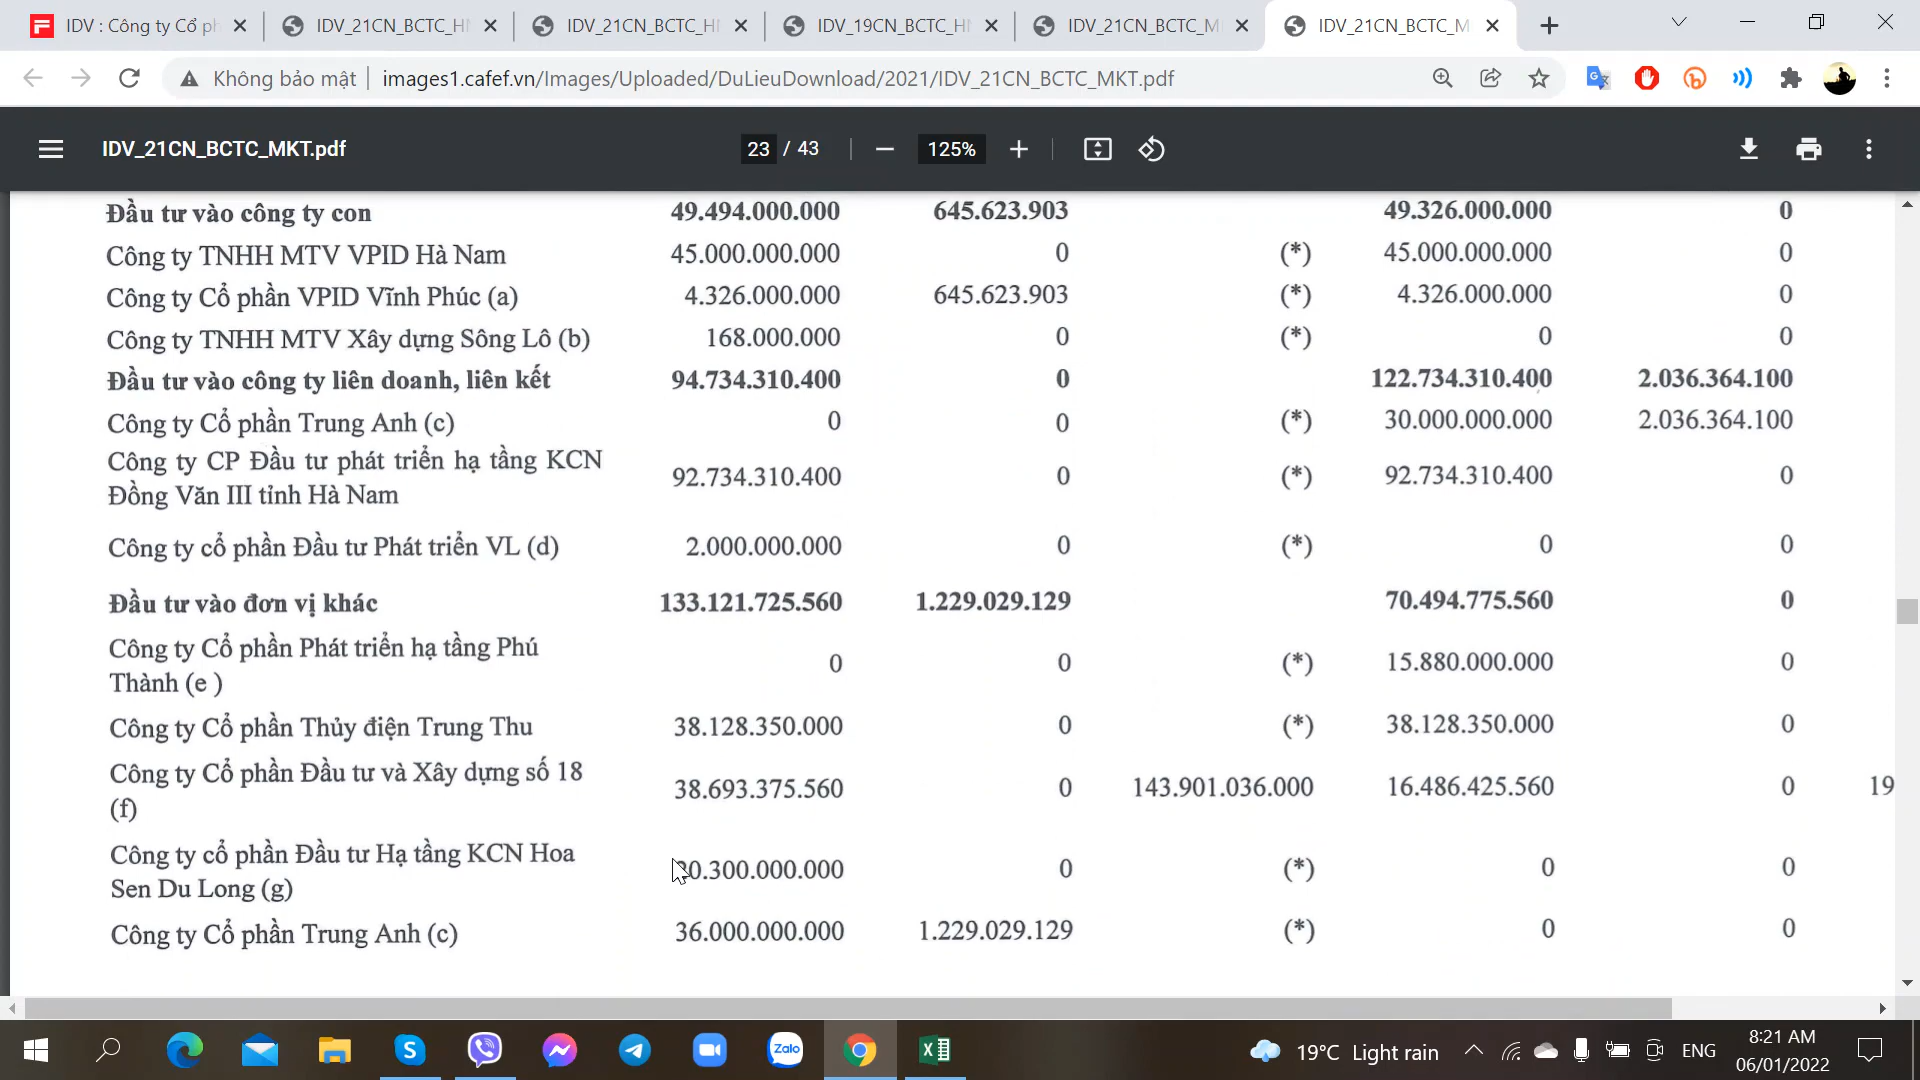 IDV : Công ty Cổ ph
IDV_21CN_BCTC_HN
IDV_21CN_BCTC_HN
IDV_19CN_BCTC_HN
IDV_21CN_BCTC_M
IDV_21CN_BCTC_M
Không bảo mật
images1.cafef.vn/Images/Uploaded/DuLieuDownload/2021/IDV_21CN_BCTC_MKT.pdf
IDV_21CN_BCTC_MKT.pdf
23 / 43
125%
Đầu tư vào công ty con 49.494.000.000 645.623.903 49.326.000.000 0
Công ty TNHH MTV VPID Hà Nam 45.000.000.000 0 (*) 45.000.000.000 0
Công ty Cổ phần VPID Vĩnh Phúc (a) 4.326.000.000 645.623.903 (*) 4.326.000.000 0
Công ty TNHH MTV Xây dựng Sông Lô (b) 168.000.000 0 (*) 0 0
Đầu tư vào công ty liên doanh, liên kết 94.734.310.400 0 122.734.310.400 2.036.364.100
Công ty Cổ phần Trung Anh (c) 0 0 (*) 30.000.000.000 2.036.364.100
Công ty CP Đầu tư phát triển hạ tầng KCN
Đồng Văn III tỉnh Hà Nam 92.734.310.400 0 (*) 92.734.310.400 0
Công ty cổ phần Đầu tư Phát triển VL (d) 2.000.000.000 0 (*) 0 0
Đầu tư vào đơn vị khác 133.121.725.560 1.229.029.129 70.494.775.560 0
Công ty Cổ phần Phát triển hạ tầng Phú
Thành (e ) 0 0 (*) 15.880.000.000 0
Công ty Cổ phần Thủy điện Trung Thu 38.128.350.000 0 (*) 38.128.350.000 0
Công ty Cổ phần Đầu tư và Xây dựng số 18
(f) 38.693.375.560 0 143.901.036.000 16.486.425.560 0 19
Công ty cổ phần Đầu tư Hạ tầng KCN Hoa
Sen Du Long (g) 0.300.000.000 0 (*) 0 0
Công ty Cổ phần Trung Anh (c) 36.000.000.000 1.229.029.129 (*) 0 0
Zalo
19°C Light rain
ENG
8:21 AM
06/01/2022